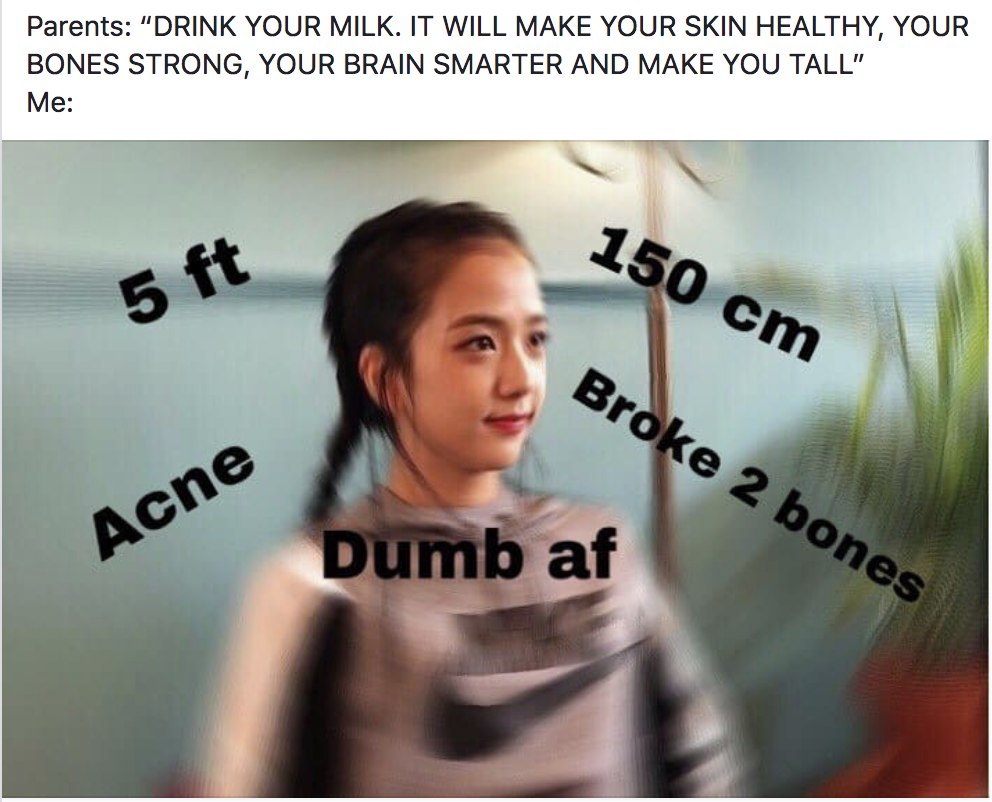 Parents: “DRINK YOUR MILK. IT WILL MAKE YOUR SKIN HEALTHY, YOUR
BONES STRONG, YOUR BRAIN SMARTER AND MAKE YOU TALL”
Me:
5 ft
150 cm
Broke 2 bones
Acne
Dumb af